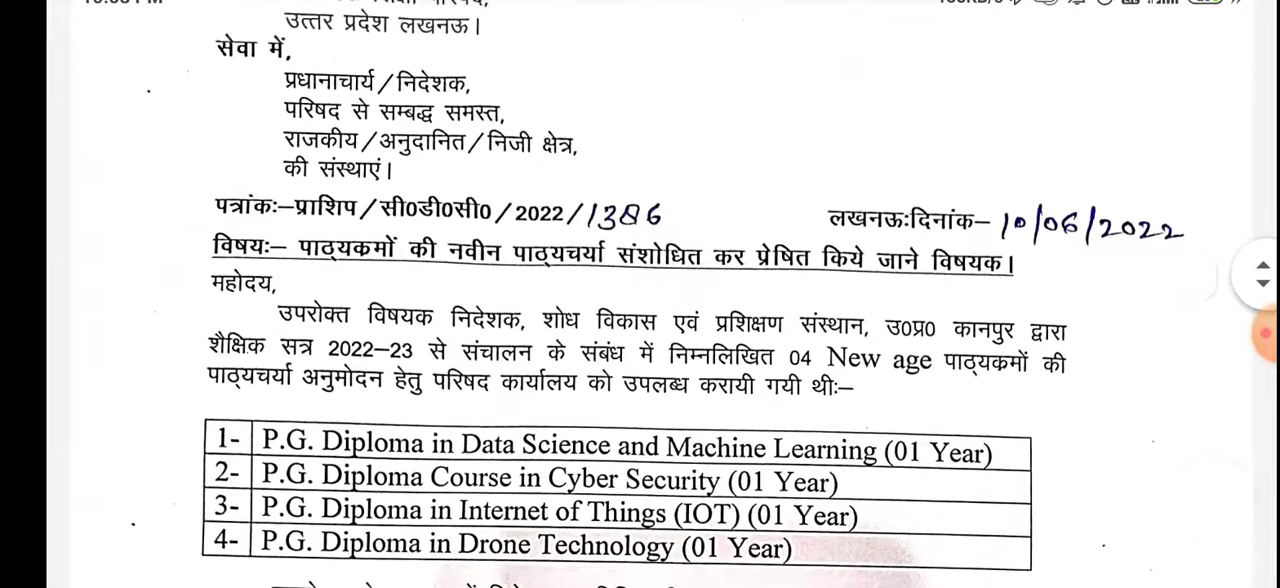 उत्तर प्रदेश लखनऊ।
सेवा में,
प्रधानाचार्य/निदेशक,
परिषद से सम्बद्ध समस्त,
राजकीय/अनुदानित/निजी क्षेत्र,
की संस्थाएं।
पत्रांकः–प्राशिप/सी0डी0सी0/2022/1386 लखनऊःदिनांक– 10/06/2022
विषयः– पाठ्यकमों की नवीन पाठ्यचर्या संशोधित कर प्रेषित किये जाने विषयक।
महोदय,
उपरोक्त विषयक निदेशक, शोध विकास एवं प्रशिक्षण संस्थान, उ0प्र0 कानपुर द्वारा
शैक्षिक सत्र 2022–23 से संचालन के संबंध में निम्नलिखित 04 New age पाठ्यकमों की
पाठ्यचर्या अनुमोदन हेतु परिषद कार्यालय को उपलब्ध करायी गयी थीः–
1- P.G. Diploma in Data Science and Machine Learning (01 Year)
2- P.G. Diploma Course in Cyber Security (01 Year)
3- P.G. Diploma in Internet of Things (IOT) (01 Year)
4- P.G. Diploma in Drone Technology (01 Year)